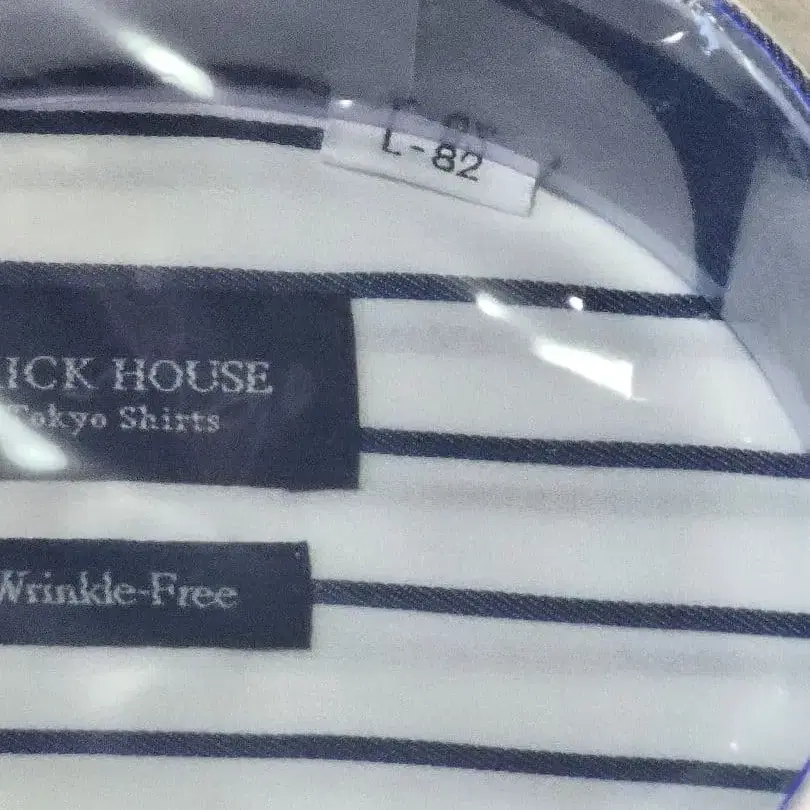 L-82
ICK HOUSE
Tokyo Shirts
Wrinkle-Free